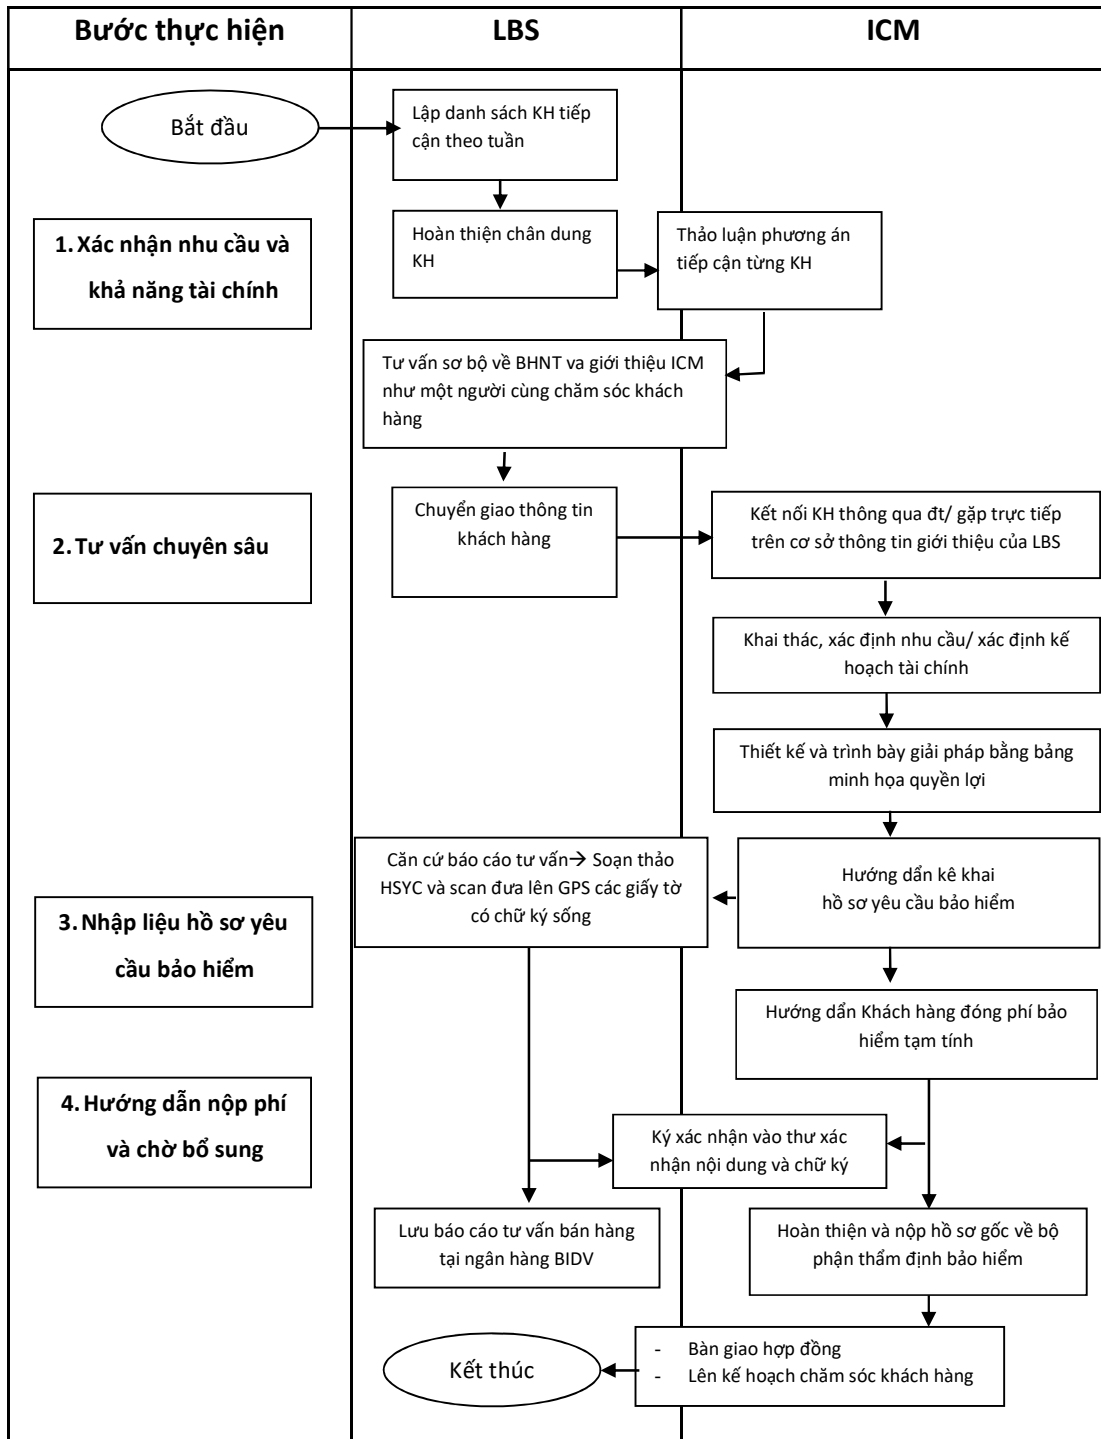 Bước thực hiện
LBS
ICM
Bắt đầu
Lập danh sách KH tiếp
cận theo tuần
1. Xác nhận nhu cầu và
khả năng tài chính
Hoàn thiện chân dung
KH
Thảo luận phương án
tiếp cận từng KH
Tư vấn sơ bộ về BHNT va giới thiệu ICM
như một người cùng chăm sóc khách
hàng
2. Tư vấn chuyên sâu
Chuyển giao thông tin
khách hàng
Kết nối KH thông qua đt/ gặp trực tiếp
trên cơ sở thông tin giới thiệu của LBS
Khai thác, xác định nhu cầu/ xác định kế
hoạch tài chính
Thiết kế và trình bày giải pháp bằng bảng
minh họa quyền lợi
Căn cứ báo cáo tư vấn→ Soạn thảo
HSYC và scan đưa lên GPS các giấy tờ
có chữ ký sống
Hướng dẩn kê khai
hồ sơ yêu cầu bảo hiểm
3. Nhập liệu hồ sơ yêu
cầu bảo hiểm
Hướng dẩn Khách hàng đóng phí bảo
hiểm tạm tính
4. Hướng dẫn nộp phí
và chờ bổ sung
Ký xác nhận vào thư xác
nhận nội dung và chữ ký
Lưu báo cáo tư vấn bán hàng
tại ngân hàng BIDV
Hoàn thiện và nộp hồ sơ gốc về bộ
phận thẩm định bảo hiểm
- Bàn giao hợp đồng
- Lên kế hoạch chăm sóc khách hàng
Kết thúc